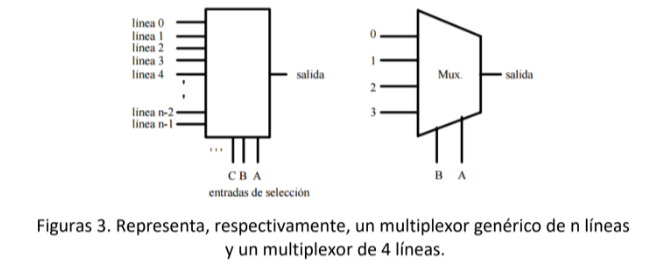 línea 0
línea 1
línea 2
línea 3
línea 4
línea n-2
línea n-1
salida
...
C B A
entradas de selección
0
1
2
3
Mux.
salida
B A
Figuras 3. Representa, respectivamente, un multiplexor genérico de n líneas
y un multiplexor de 4 líneas.